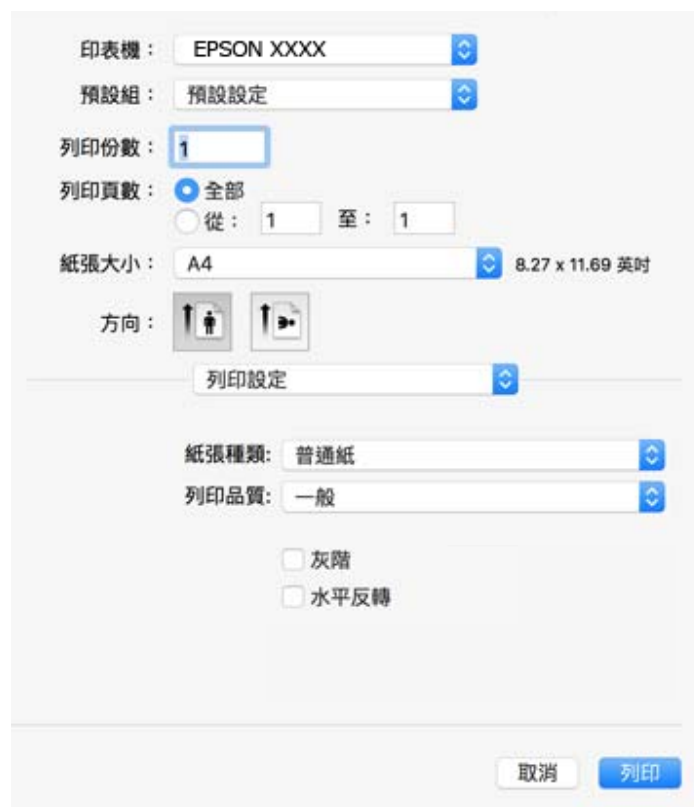 印表機： EPSON XXXX
預設組： 預設設定
列印份數： 1
列印頁數： 全部
從： 1 至： 1
紙張大小： A4 8.27 x 11.69 英吋
方向：
列印設定
紙張種類: 普通紙
列印品質: 一般
灰階
水平反轉
取消 列印